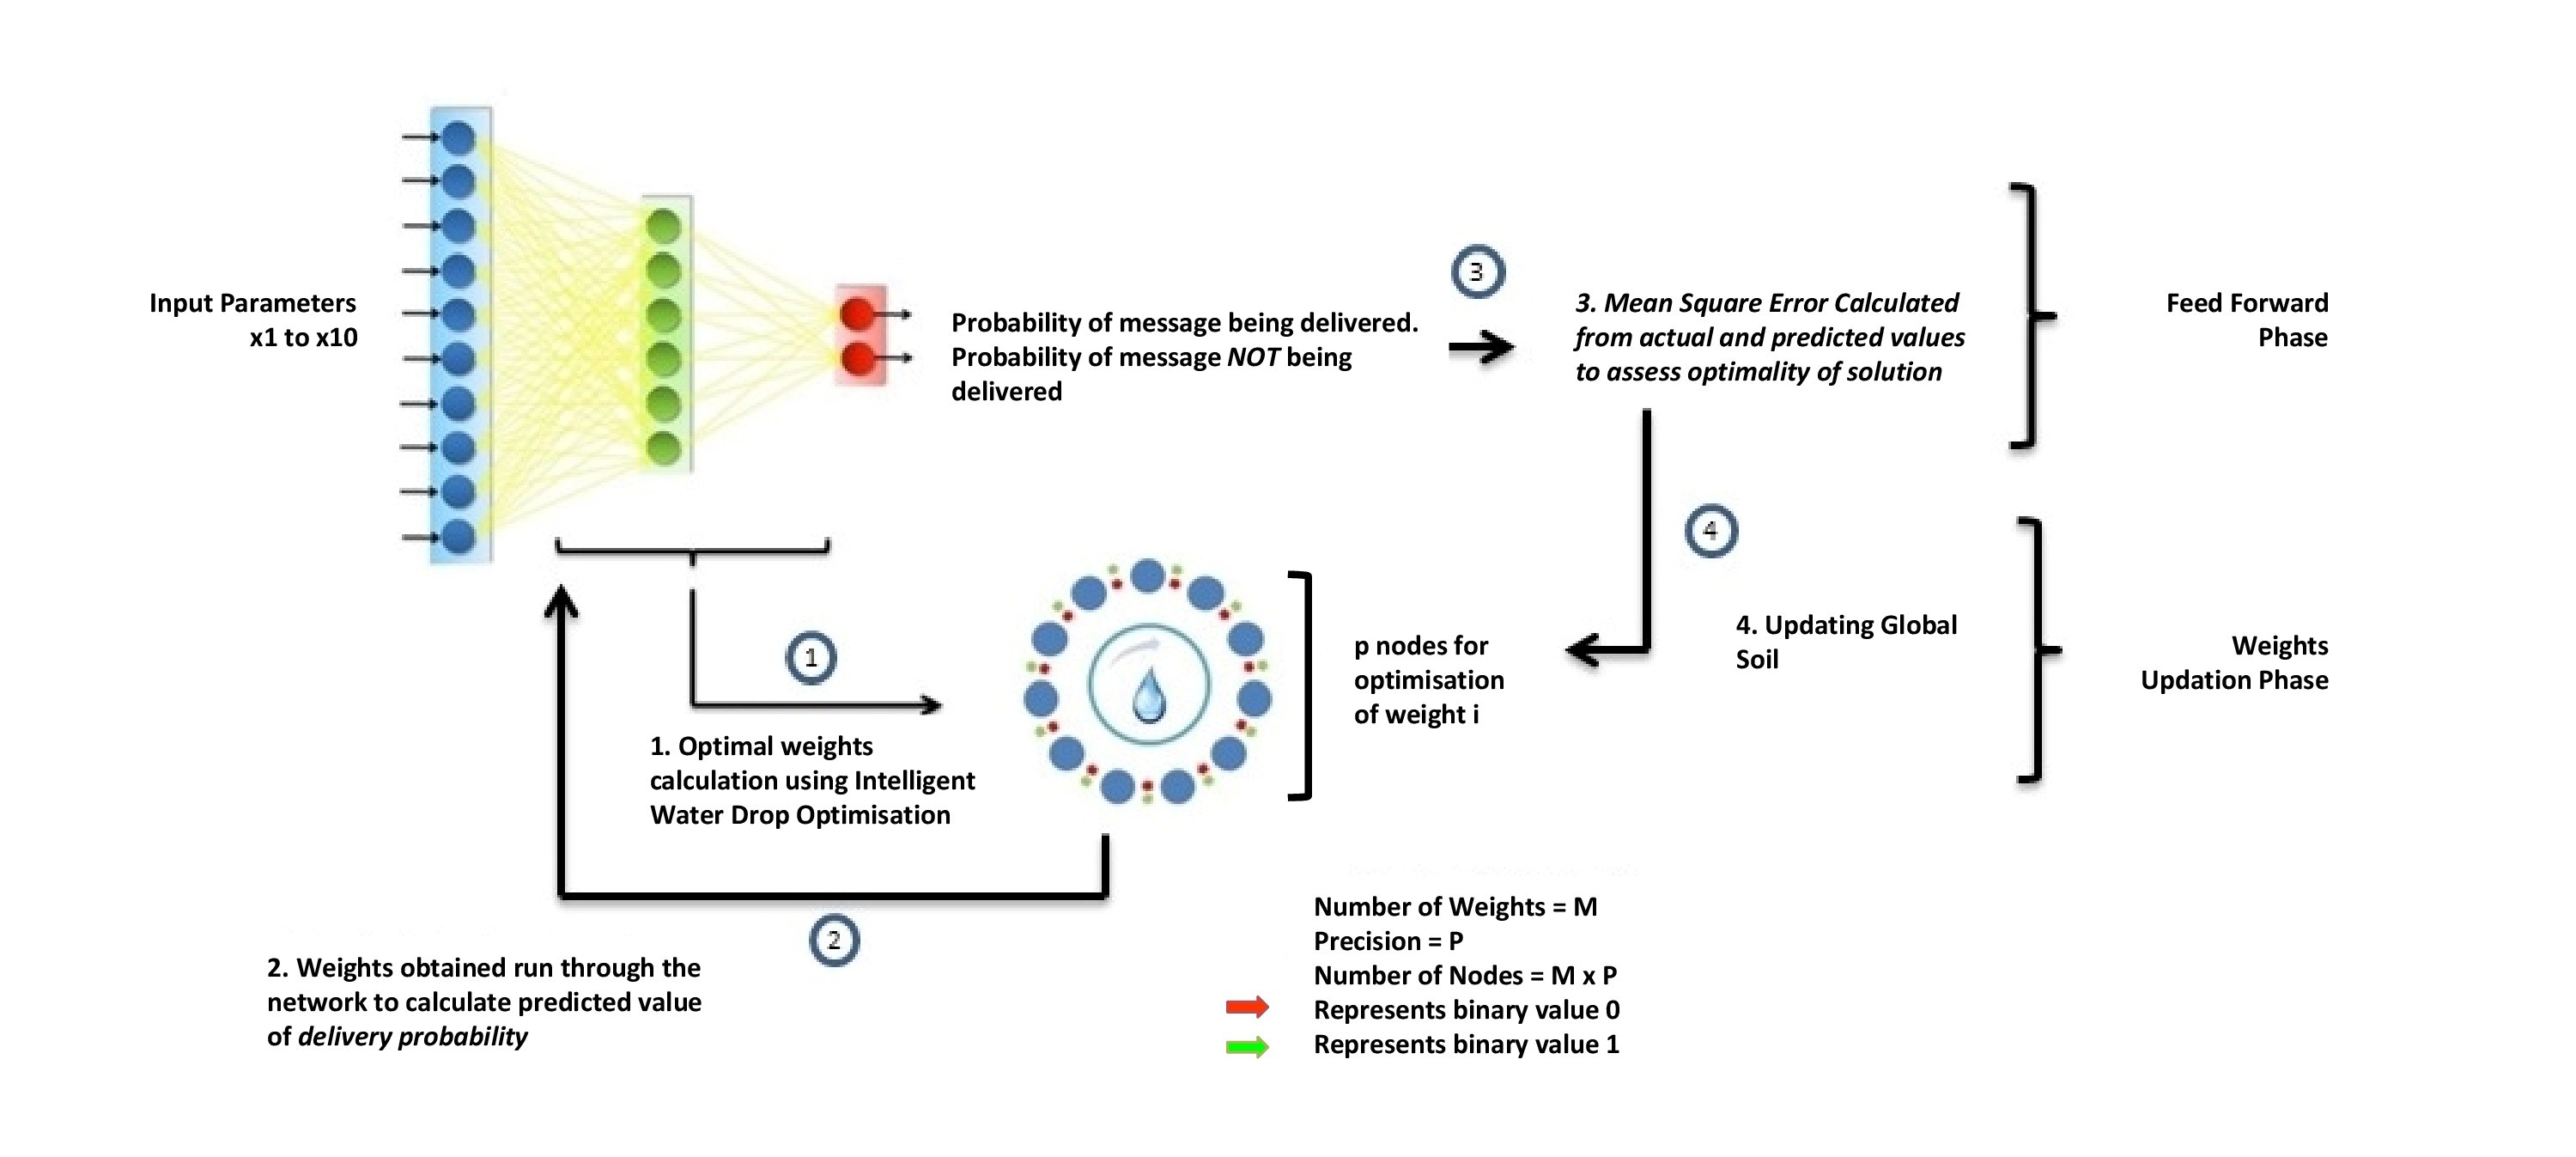 Input Parameters
x1 to x10
Probability of message being delivered.
Probability of message NOT being
delivered
3
3. Mean Square Error Calculated
from actual and predicted values
to assess optimality of solution
Feed Forward
Phase
4
4. Updating Global
Soil
Weights
Updation Phase
p nodes for
optimisation
of weight i
1
1. Optimal weights
calculation using Intelligent
Water Drop Optimisation
2
2. Weights obtained run through the
network to calculate predicted value
of delivery probability
Number of Weights = M
Precision = P
Number of Nodes = M x P
Represents binary value 0
Represents binary value 1